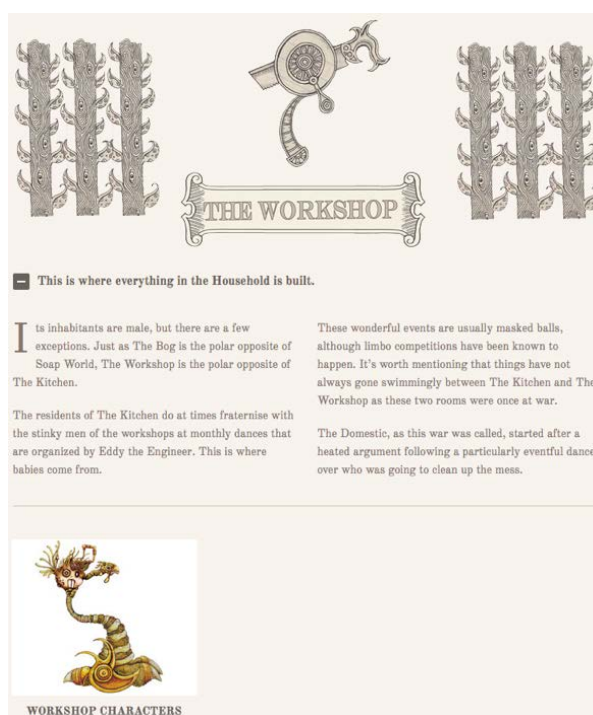 THE WORKSHOP
This is where everything in the Household is built.
Its inhabitants are male, but there are a few
exceptions. Just as The Bog is the polar opposite of
Soap World, The Workshop is the polar opposite of
The Kitchen.
The residents of The Kitchen do at times fraternise with
the stinky men of the workshops at monthly dances that
are organized by Eddy the Engineer. This is where
babies come from.
These wonderful events are usually masked balls,
although limbo competitions have been known to
happen. It's worth mentioning that things have not
always gone swimmingly between The Kitchen and The
Workshop as these two rooms were once at war.
The Domestic, as this war was called, started after a
heated argument following a particularly eventful dance
over who was going to clean up the mess.
WORKSHOP CHARACTERS